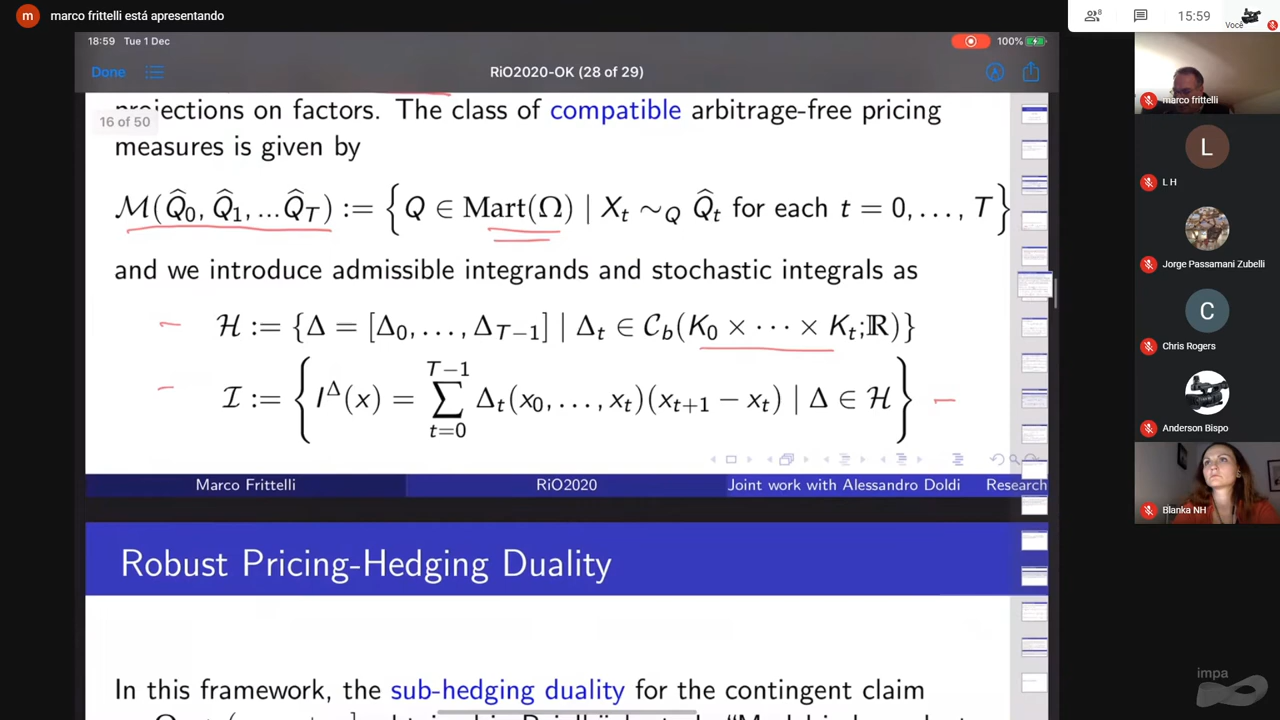 m marco frittelli está apresentando
8
15:59
Você
18:59 Tue 1 Dec
100%
Done
RiO2020-OK (28 of 29)
projections on factors. The class of compatible arbitrage-free pricing
16 of 50
measures is given by
ℳ(Q̂₀, Q̂₁, ...Q̂_T) := {Q ∈ Mart(Ω) | X_t ∼_Q Q̂_t for each t = 0, . . . , T}
and we introduce admissible integrands and stochastic integrals as
ℋ := {Δ = [Δ₀, . . . , Δ_{T−1}] | Δ_t ∈ 𝒞_b(K₀ × · · · × K_t;ℝ)}
ℐ := {I^Δ(x) = ∑_{t=0}^{T−1} Δ_t(x₀, . . . , x_t)(x_{t+1} − x_t) | Δ ∈ ℋ}
Marco Frittelli RiO2020 Joint work with Alessandro Doldi Research
Robust Pricing-Hedging Duality
In this framework, the sub-hedging duality for the contingent claim
marco frittelli
L
L H
Jorge Passamani Zubelli
C
Chris Rogers
Anderson Bispo
Blanka NH
impa